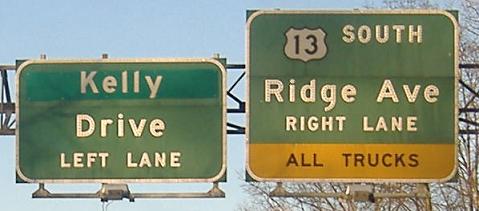 Kelly
Drive
LEFT LANE
13 SOUTH
Ridge Ave
RIGHT LANE
ALL TRUCKS